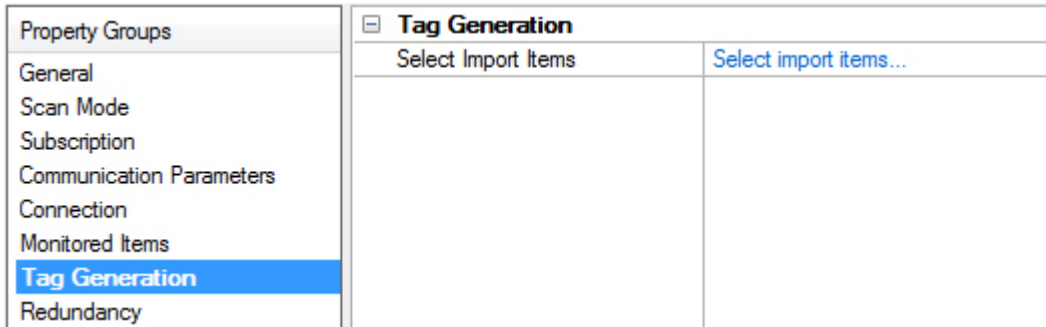 Property Groups
General
Scan Mode
Subscription
Communication Parameters
Connection
Monitored Items
Tag Generation
Redundancy
Tag Generation
Select Import Items Select import items...